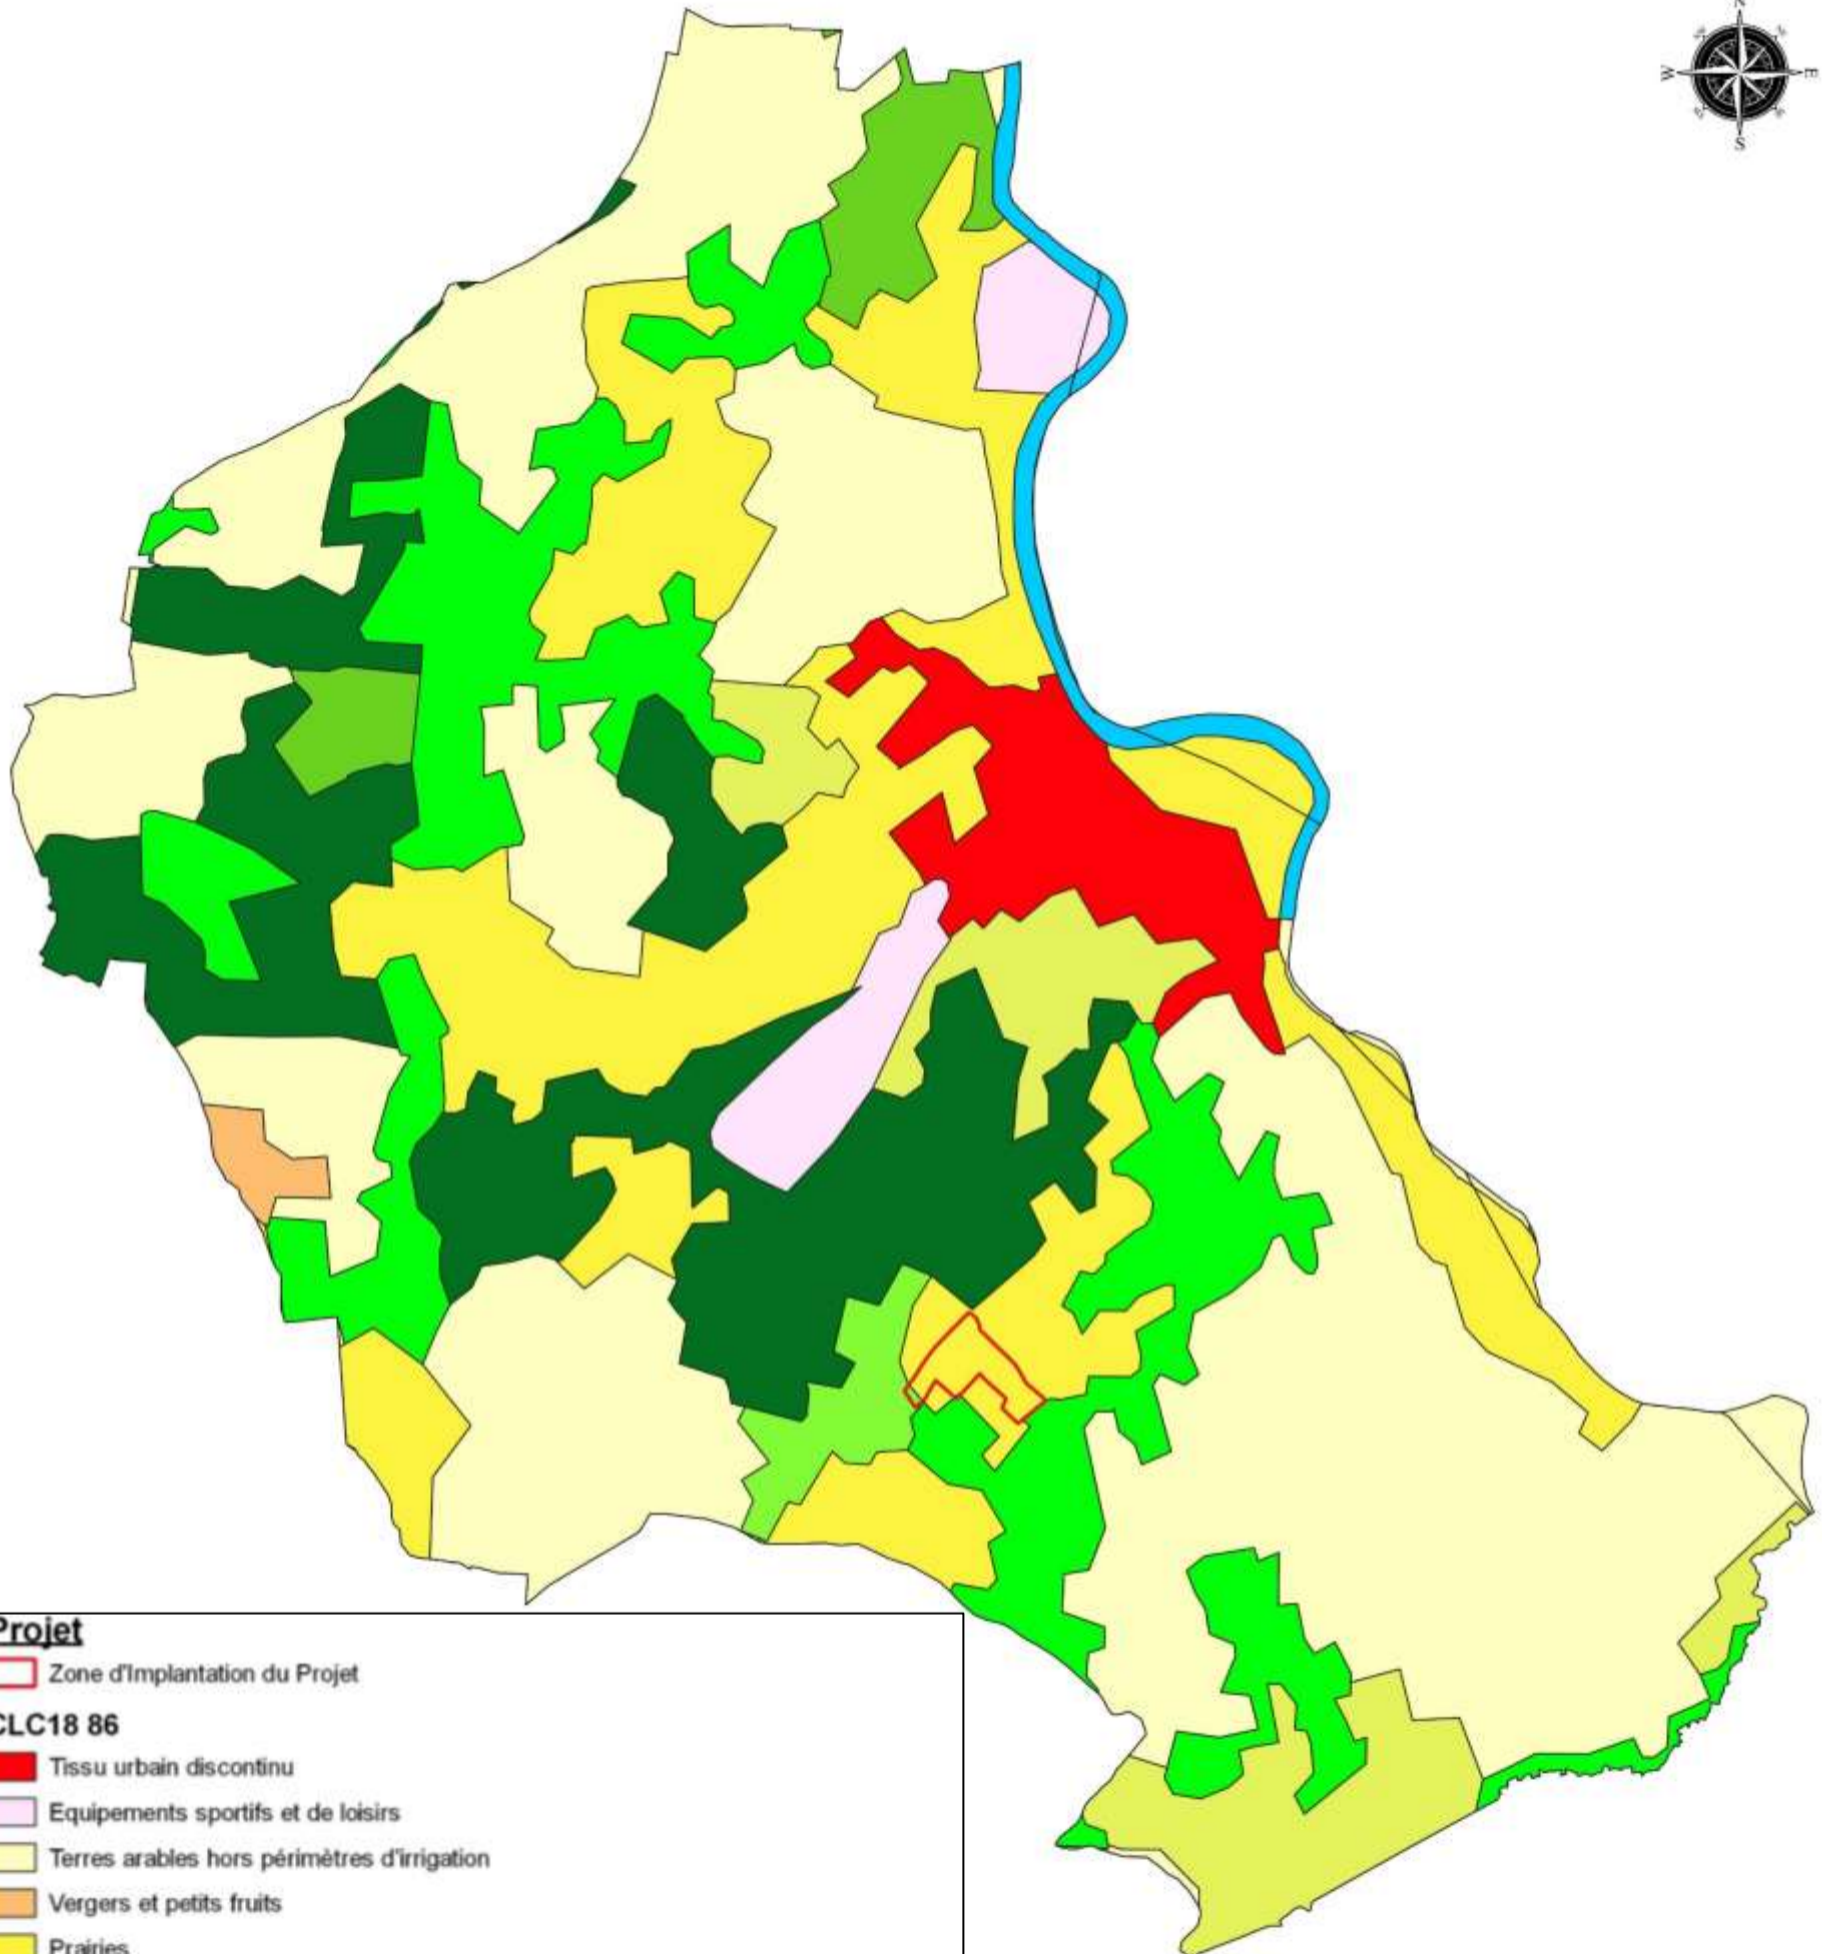 N
W
E
S
Projet
Zone d'Implantation du Projet
CLC18 86
Tissu urbain discontinu
Equipements sportifs et de loisirs
Terres arables hors périmètres d'irrigation
Vergers et petits fruits
Prairies